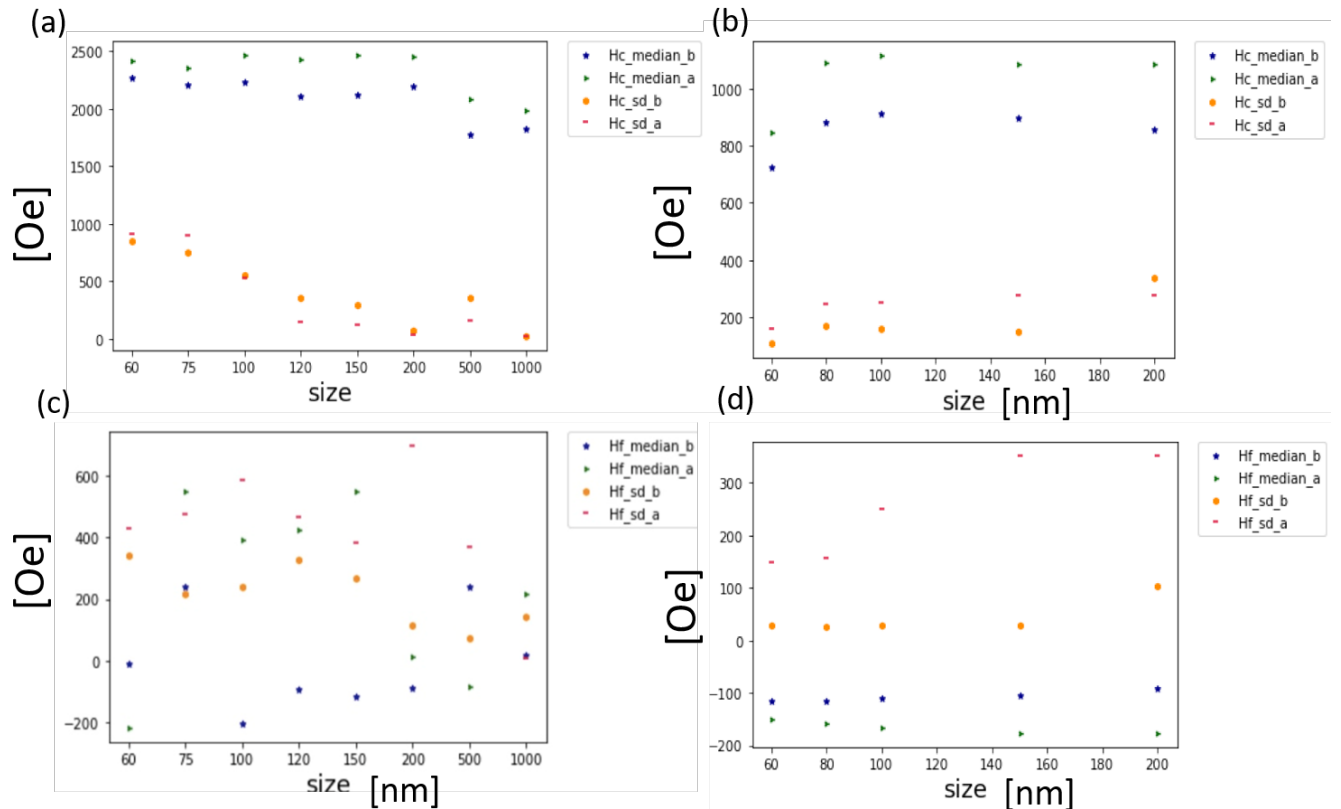 (a)
2500
2000
1500
1000
500
0
[Oe]
60 75 100 120 150 200 500 1000
size
Hc_median_b
Hc_median_a
Hc_sd_b
Hc_sd_a
(b)
1000
800
600
400
200
[Oe]
60 80 100 120 140 160 180 200
size [nm]
Hc_median_b
Hc_median_a
Hc_sd_b
Hc_sd_a
(c)
600
400
200
0
−200
[Oe]
60 75 100 120 150 200 500 1000
size [nm]
Hf_median_b
Hf_median_a
Hf_sd_b
Hf_sd_a
(d)
300
200
100
0
−100
−200
[Oe]
60 80 100 120 140 160 180 200
size [nm]
Hf_median_b
Hf_median_a
Hf_sd_b
Hf_sd_a